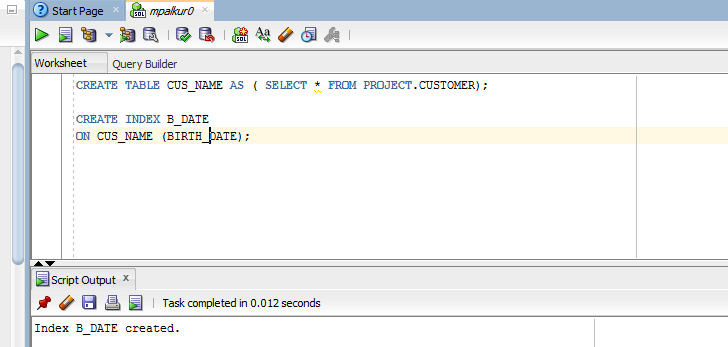 Start Page
mpalkur0
Worksheet
Query Builder
CREATE TABLE CUS_NAME AS ( SELECT * FROM PROJECT.CUSTOMER);
CREATE INDEX B_DATE
ON CUS_NAME (BIRTH_DATE);
Script Output
Task completed in 0.012 seconds
Index B_DATE created.